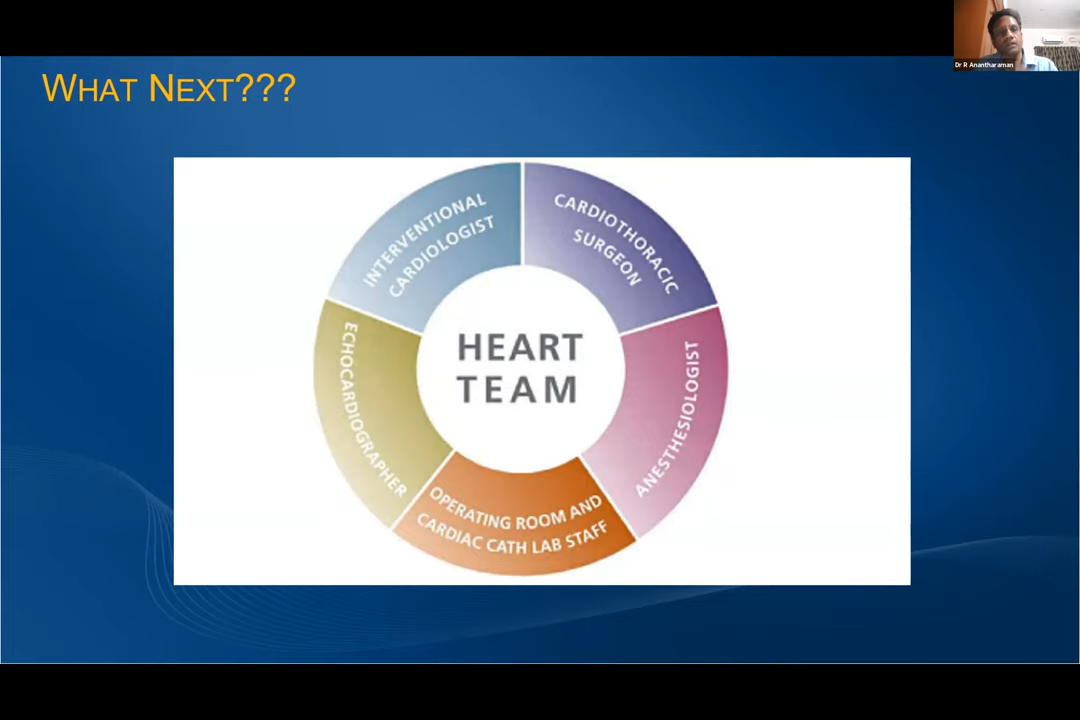 Dr R Anantharaman
WHAT NEXT???
INTERVENTIONAL
CARDIOLOGIST
CARDIOTHORACIC
SURGEON
ECHOCARDIOGRAPHER
HEART
TEAM
ANESTHESIOLOGIST
OPERATING ROOM AND
CARDIAC CATH LAB STAFF